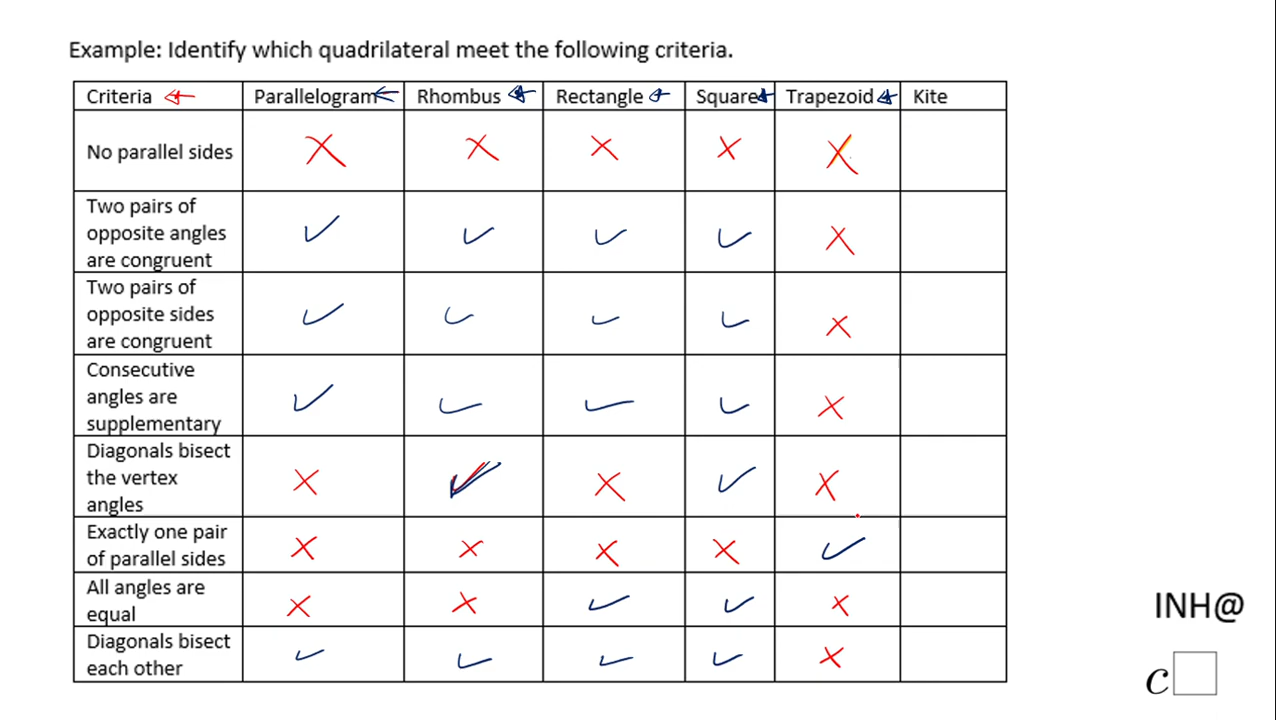 Example: Identify which quadrilateral meet the following criteria.
Criteria Parallelogram Rhombus Rectangle Square Trapezoid Kite
No parallel sides
Two pairs of
opposite angles
are congruent
Two pairs of
opposite sides
are congruent
Consecutive
angles are
supplementary
Diagonals bisect
the vertex
angles
Exactly one pair
of parallel sides
All angles are
equal
Diagonals bisect
each other
INH@
c